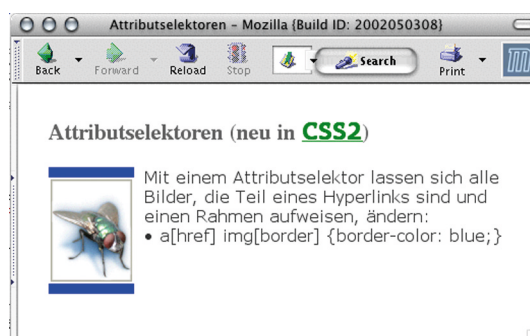 Attributselektoren – Mozilla {Build ID: 2002050308}
Back Forward Reload Stop Search Print
Attributselektoren (neu in CSS2)
Mit einem Attributselektor lassen sich alle
Bilder, die Teil eines Hyperlinks sind und
einen Rahmen aufweisen, ändern:
• a[href] img[border] {border-color: blue;}